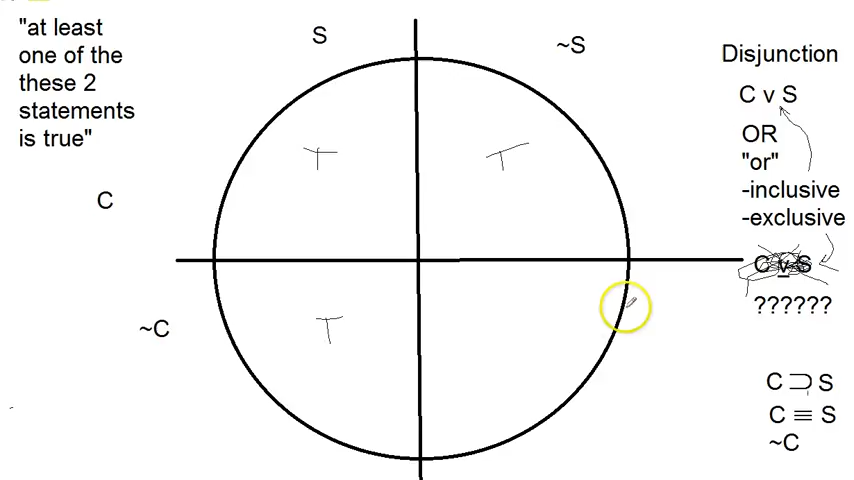 "at least
one of the
these 2
statements
is true"
S
~S
Disjunction
C v S
OR
"or"
-inclusive
-exclusive
T
T
C
C v S
??????
~C
T
C ⊃ S
C ≡ S
~C